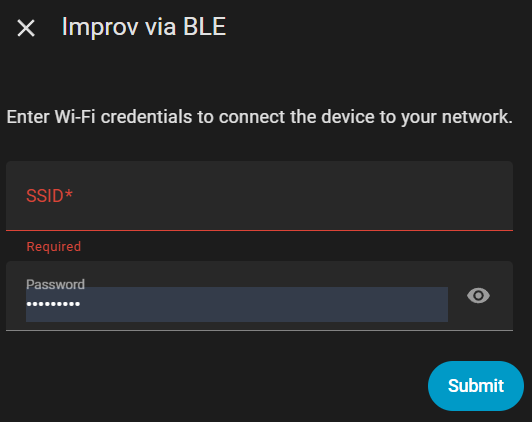 Improv via BLE
Enter Wi-Fi credentials to connect the device to your network.
SSID*
Required
Password
•••••••••
Submit